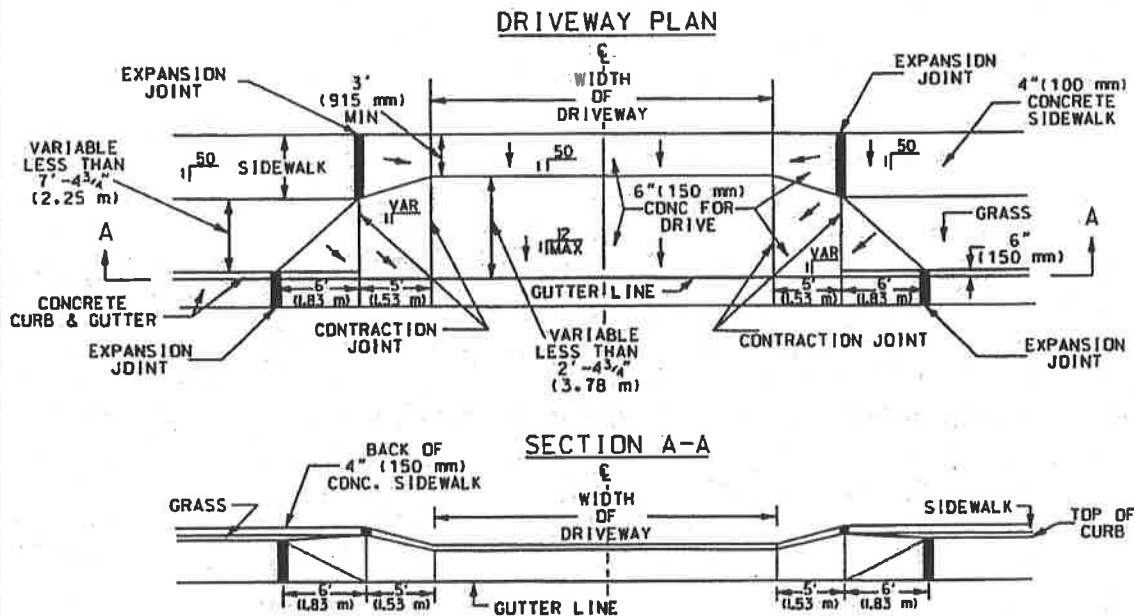 DRIVEWAY PLAN
℄
WIDTH
OF
DRIVEWAY
EXPANSION
JOINT
3'
(915 mm)
MIN
EXPANSION
JOINT
4"(100 mm)
CONCRETE
SIDEWALK
VARIABLE
LESS THAN
7'-4 3/4"
(2.25 m)
1 50
SIDEWALK
1 50
1 50
6"(150 mm)
CONC FOR
DRIVE
1 VAR
1 12
MAX
1 VAR
GRASS
6"
(150 mm)
A
A
6'
(1.83 m)
5'
(1.53 m)
GUTTER LINE
5'
(1.53 m)
6'
(1.83 m)
CONCRETE
CURB & GUTTER
EXPANSION
JOINT
CONTRACTION
JOINT
VARIABLE
LESS THAN
2'-4 3/4"
(3.78 m)
CONTRACTION JOINT
EXPANSION
JOINT
SECTION A-A
℄
WIDTH
OF
DRIVEWAY
BACK OF
4" (150 mm)
CONC. SIDEWALK
GRASS
SIDEWALK
TOP OF
CURB
6'
(1.83 m)
5'
(1.53 m)
GUTTER LINE
5'
(1.53 m)
6'
(1.83 m)